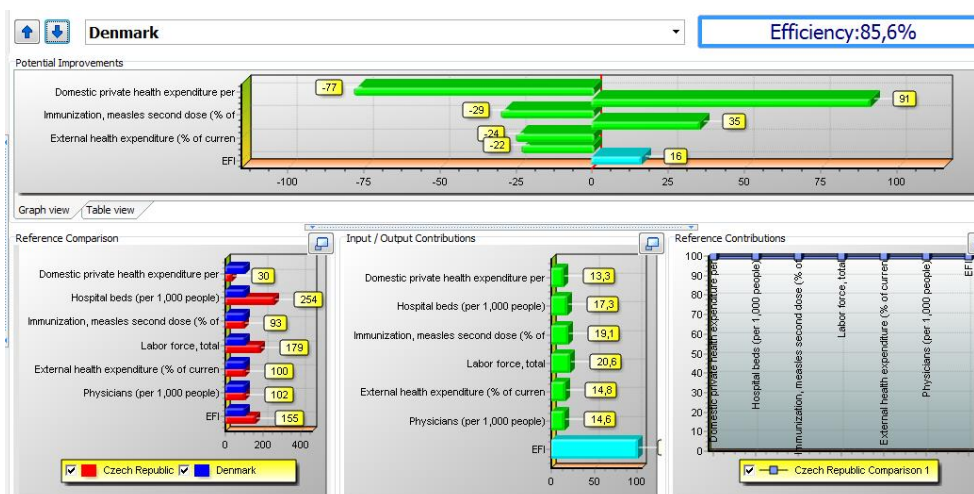 Denmark
Efficiency:85,6%
Potential Improvements
Domestic private health expenditure per
Immunization, measles second dose (% of
External health expenditure (% of curren
EFI
-77
91
-29
35
-24
-22
16
-100 -75 -50 -25 0 25 50 75 100
Graph view Table view
Reference Comparison
Domestic private health expenditure per 30
Hospital beds (per 1,000 people) 254
Immunization, measles second dose (% of 93
Labor force, total 179
External health expenditure (% of curren 100
Physicians (per 1,000 people) 102
EFI 155
0 200 400
Czech Republic Denmark
Input / Output Contributions
Domestic private health expenditure per 13,3
Hospital beds (per 1,000 people) 17,3
Immunization, measles second dose (% of 19,1
Labor force, total 20,6
External health expenditure (% of curren 14,8
Physicians (per 1,000 people) 14,6
EFI
0 50 100
Reference Contributions
100
90
80
70
60
50
40
30
20
10
0
Domestic private health expenditure per
Hospital beds (per 1,000 people)
Immunization, measles second dose (% o
Labor force, total
External health expenditure (% of curren
Physicians (per 1,000 people)
EFI
Czech Republic Comparison 1